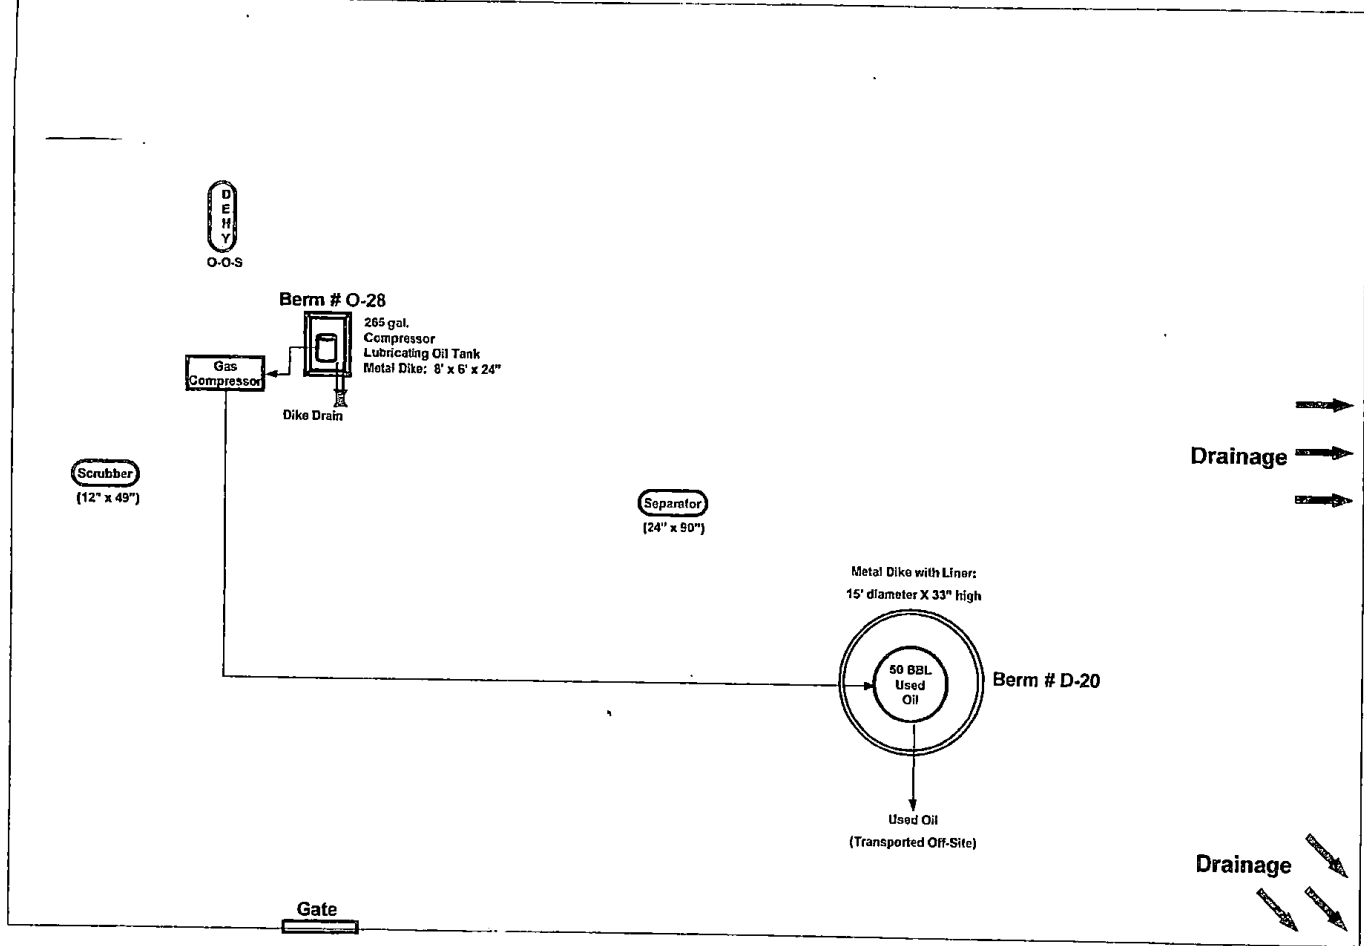 DEHY
O-O-S
Berm # O-28
265 gal.
Compressor
Lubricating Oil Tank
Metal Dike: 8' x 6' x 24"
Gas
Compressor
Dike Drain
Scrubber
(12" x 49")
Separator
(24" x 90")
Drainage
Metal Dike with Liner:
15' diameter X 33" high
50 BBL
Used
Oil
Berm # D-20
Used Oil
(Transported Off-Site)
Drainage
Gate